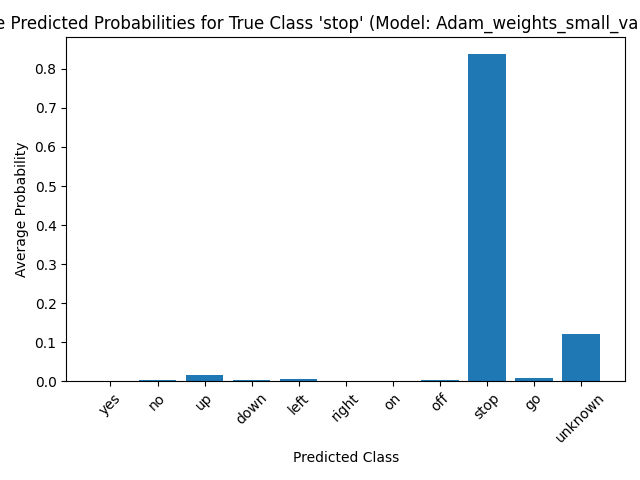 e Predicted Probabilities for True Class 'stop' (Model: Adam_weights_small_va
0.8
0.7
0.6
0.5
0.4
0.3
0.2
0.1
0.0
Average Probability
yes
no
up
down
left
right
on
off
stop
go
unknown
Predicted Class